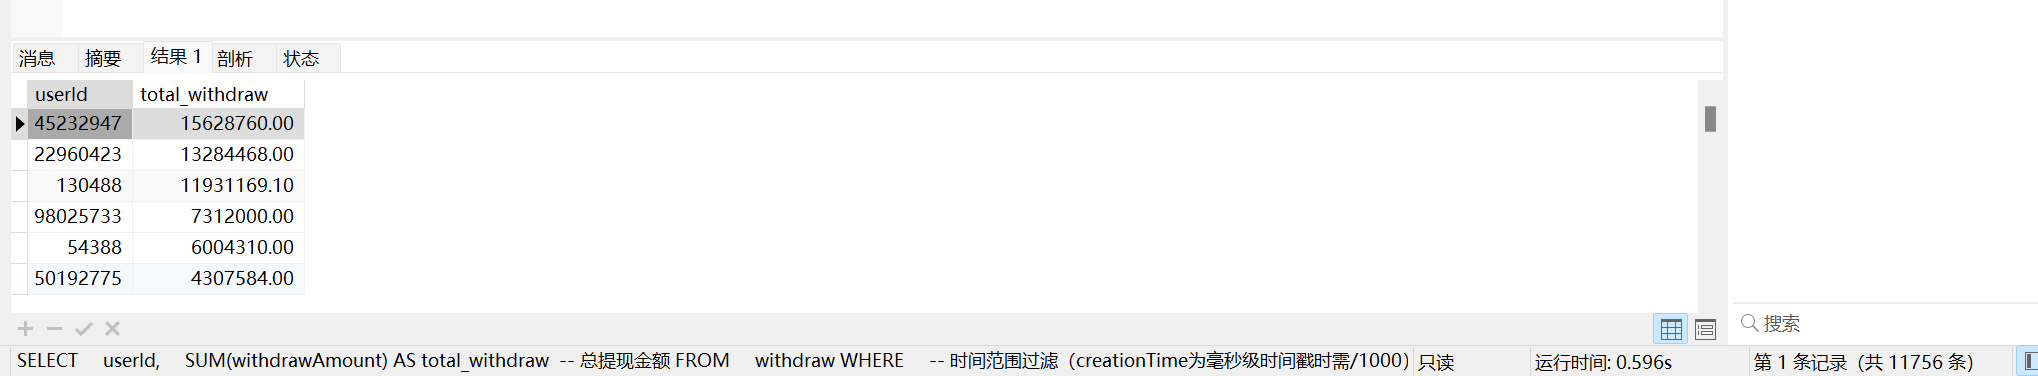 消息 摘要 结果 1 剖析 状态
userId total_withdraw
45232947 15628760.00
22960423 13284468.00
130488 11931169.10
98025733 7312000.00
54388 6004310.00
50192775 4307584.00
搜索
SELECT userId, SUM(withdrawAmount) AS total_withdraw -- 总提现金额 FROM withdraw WHERE -- 时间范围过滤（creationTime为毫秒级时间戳时需/1000） 只读 运行时间: 0.596s 第 1 条记录（共 11756 条）